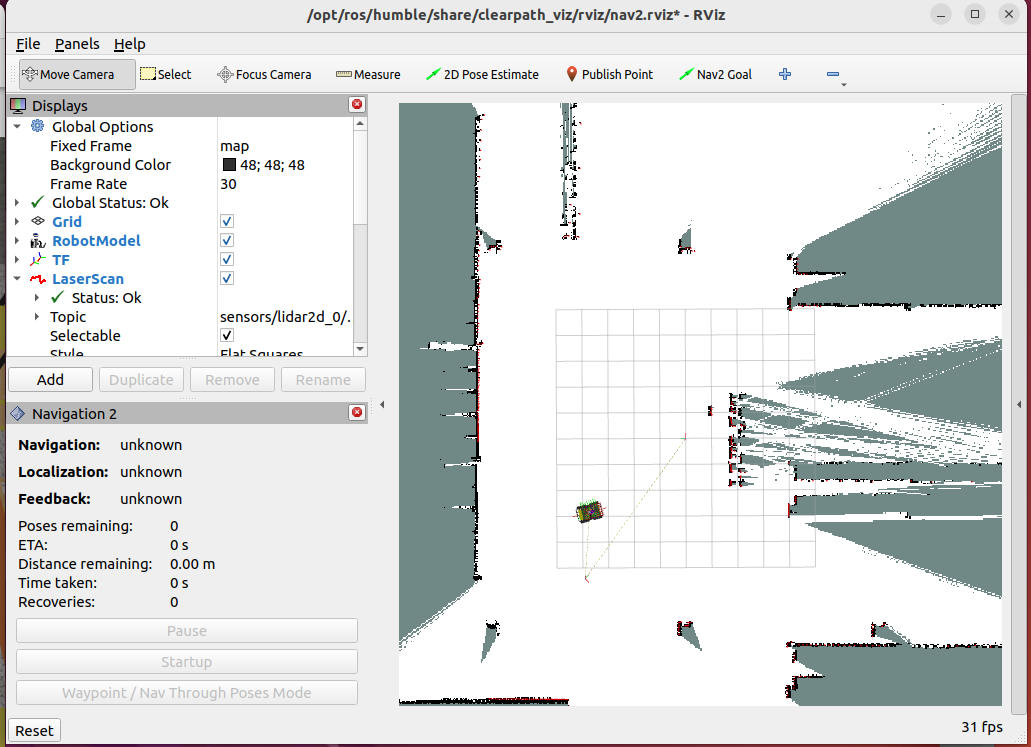 /opt/ros/humble/share/clearpath_viz/rviz/nav2.rviz* - RViz
File Panels Help
Move Camera Select Focus Camera Measure 2D Pose Estimate Publish Point Nav2 Goal
Displays
Global Options
Fixed Frame map
Background Color 48; 48; 48
Frame Rate 30
Global Status: Ok
Grid
RobotModel
TF
LaserScan
Status: Ok
Topic sensors/lidar2d_0/.
Selectable
Style Flat Squares
Add Duplicate Remove Rename
Navigation 2
Navigation: unknown
Localization: unknown
Feedback: unknown
Poses remaining: 0
ETA: 0 s
Distance remaining: 0.00 m
Time taken: 0 s
Recoveries: 0
Pause
Startup
Waypoint / Nav Through Poses Mode
Reset
31 fps